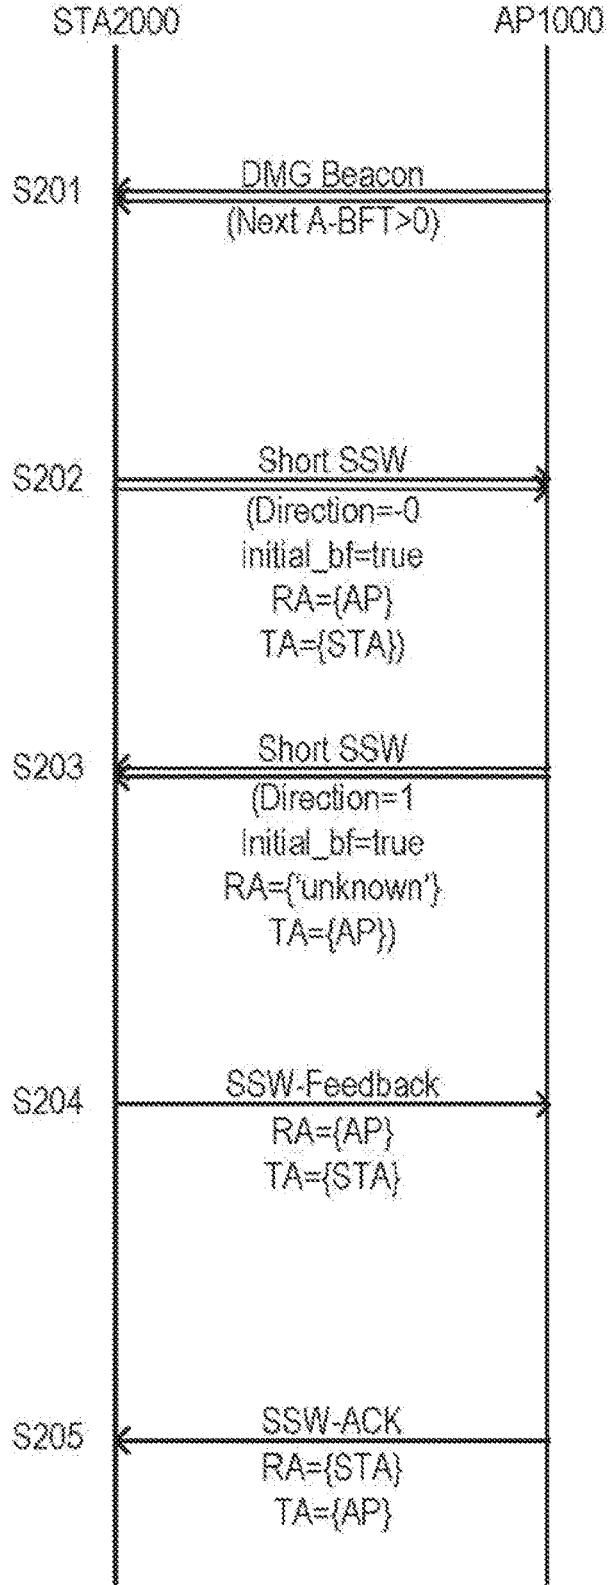 STA2000 AP1000
DMG Beacon
S201
(Next A-BFT>0)
Short SSW
S202
(Direction=-0
initial_bf=true
RA={AP}
TA={STA})
Short SSW
S203
(Direction=1
Initial_bf=true
RA={'unknown'}
TA={AP})
SSW-Feedback
S204
RA={AP}
TA={STA}
SSW-ACK
S205
RA={STA}
TA={AP}